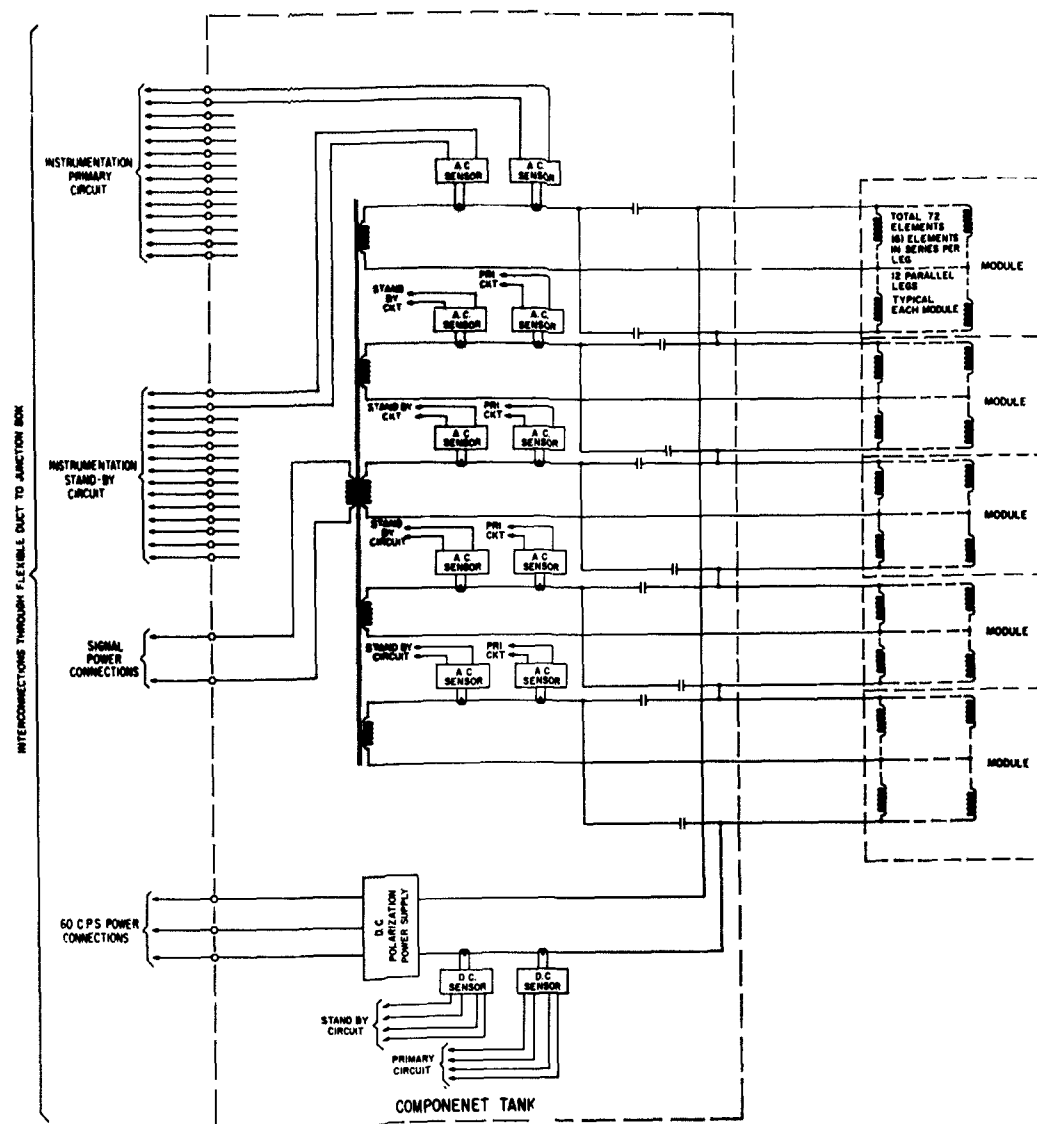 INTERCONNECTIONS THROUGH FLEXIBLE DUCT TO JUNCTION BOX
INSTRUMENTATION
PRIMARY
CIRCUIT
A.C.
SENSOR
A.C.
SENSOR
TOTAL 72
ELEMENTS
(6) ELEMENTS
IN SERIES PER
LEG
12 PARALLEL
LEGS
TYPICAL
EACH MODULE
MODULE
STAND
BY
CKT
PRI
CKT
A.C.
SENSOR
A.C.
SENSOR
MODULE
STAND BY
CKT
PRI
CKT
A.C.
SENSOR
A.C.
SENSOR
INSTRUMENTATION
STAND-BY
CIRCUIT
MODULE
STAND
BY
CIRCUIT
PRI
CKT
A.C.
SENSOR
A.C.
SENSOR
SIGNAL
POWER
CONNECTIONS
MODULE
STAND BY
CIRCUIT
PRI
CKT
A.C.
SENSOR
A.C.
SENSOR
MODULE
60 CPS POWER
CONNECTIONS
D.C.
POLARIZATION
POWER SUPPLY
D.C.
SENSOR
D.C.
SENSOR
STAND BY
CIRCUIT
PRIMARY
CIRCUIT
COMPONENET TANK